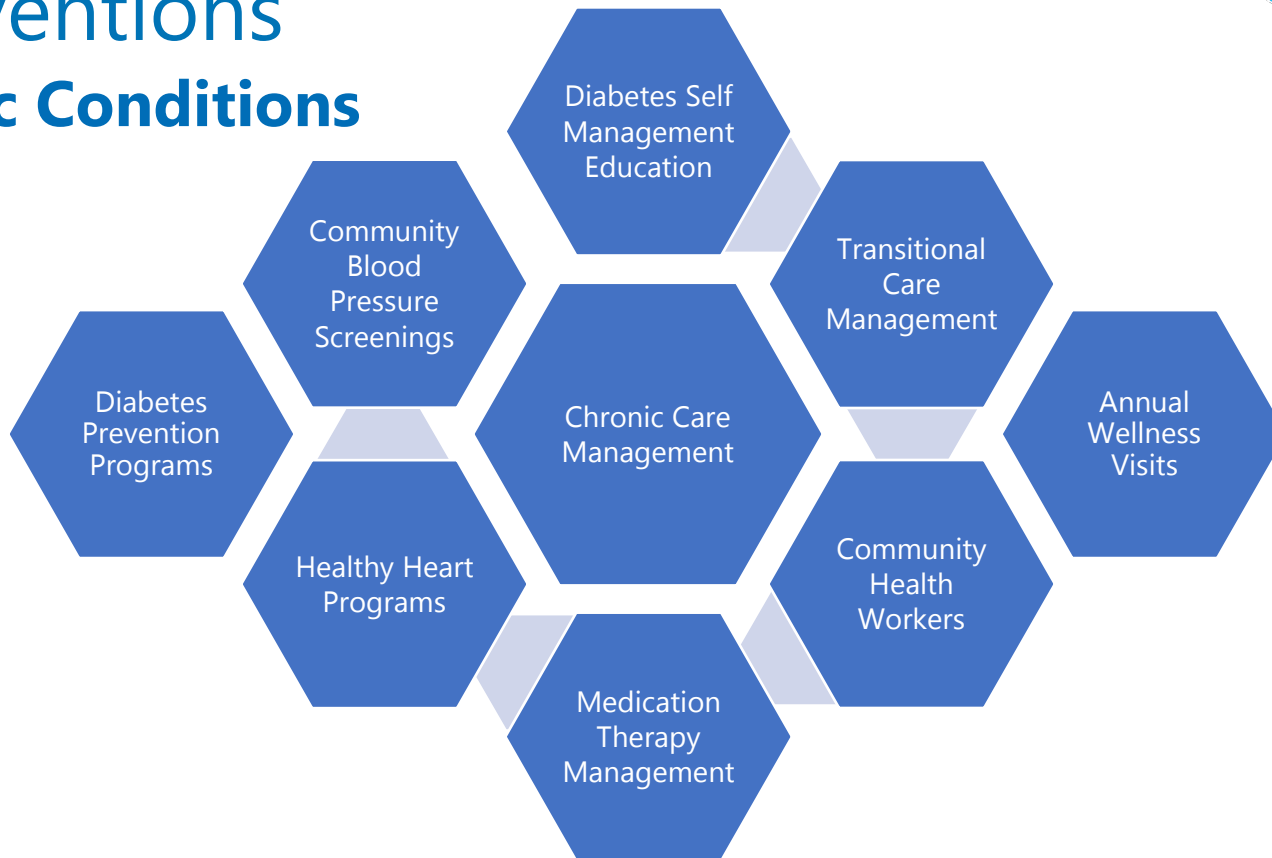 ventions
c Conditions
Diabetes Self
Management
Education
Community
Blood
Pressure
Screenings
Transitional
Care
Management
Diabetes
Prevention
Programs
Chronic Care
Management
Annual
Wellness
Visits
Healthy Heart
Programs
Community
Health
Workers
Medication
Therapy
Management